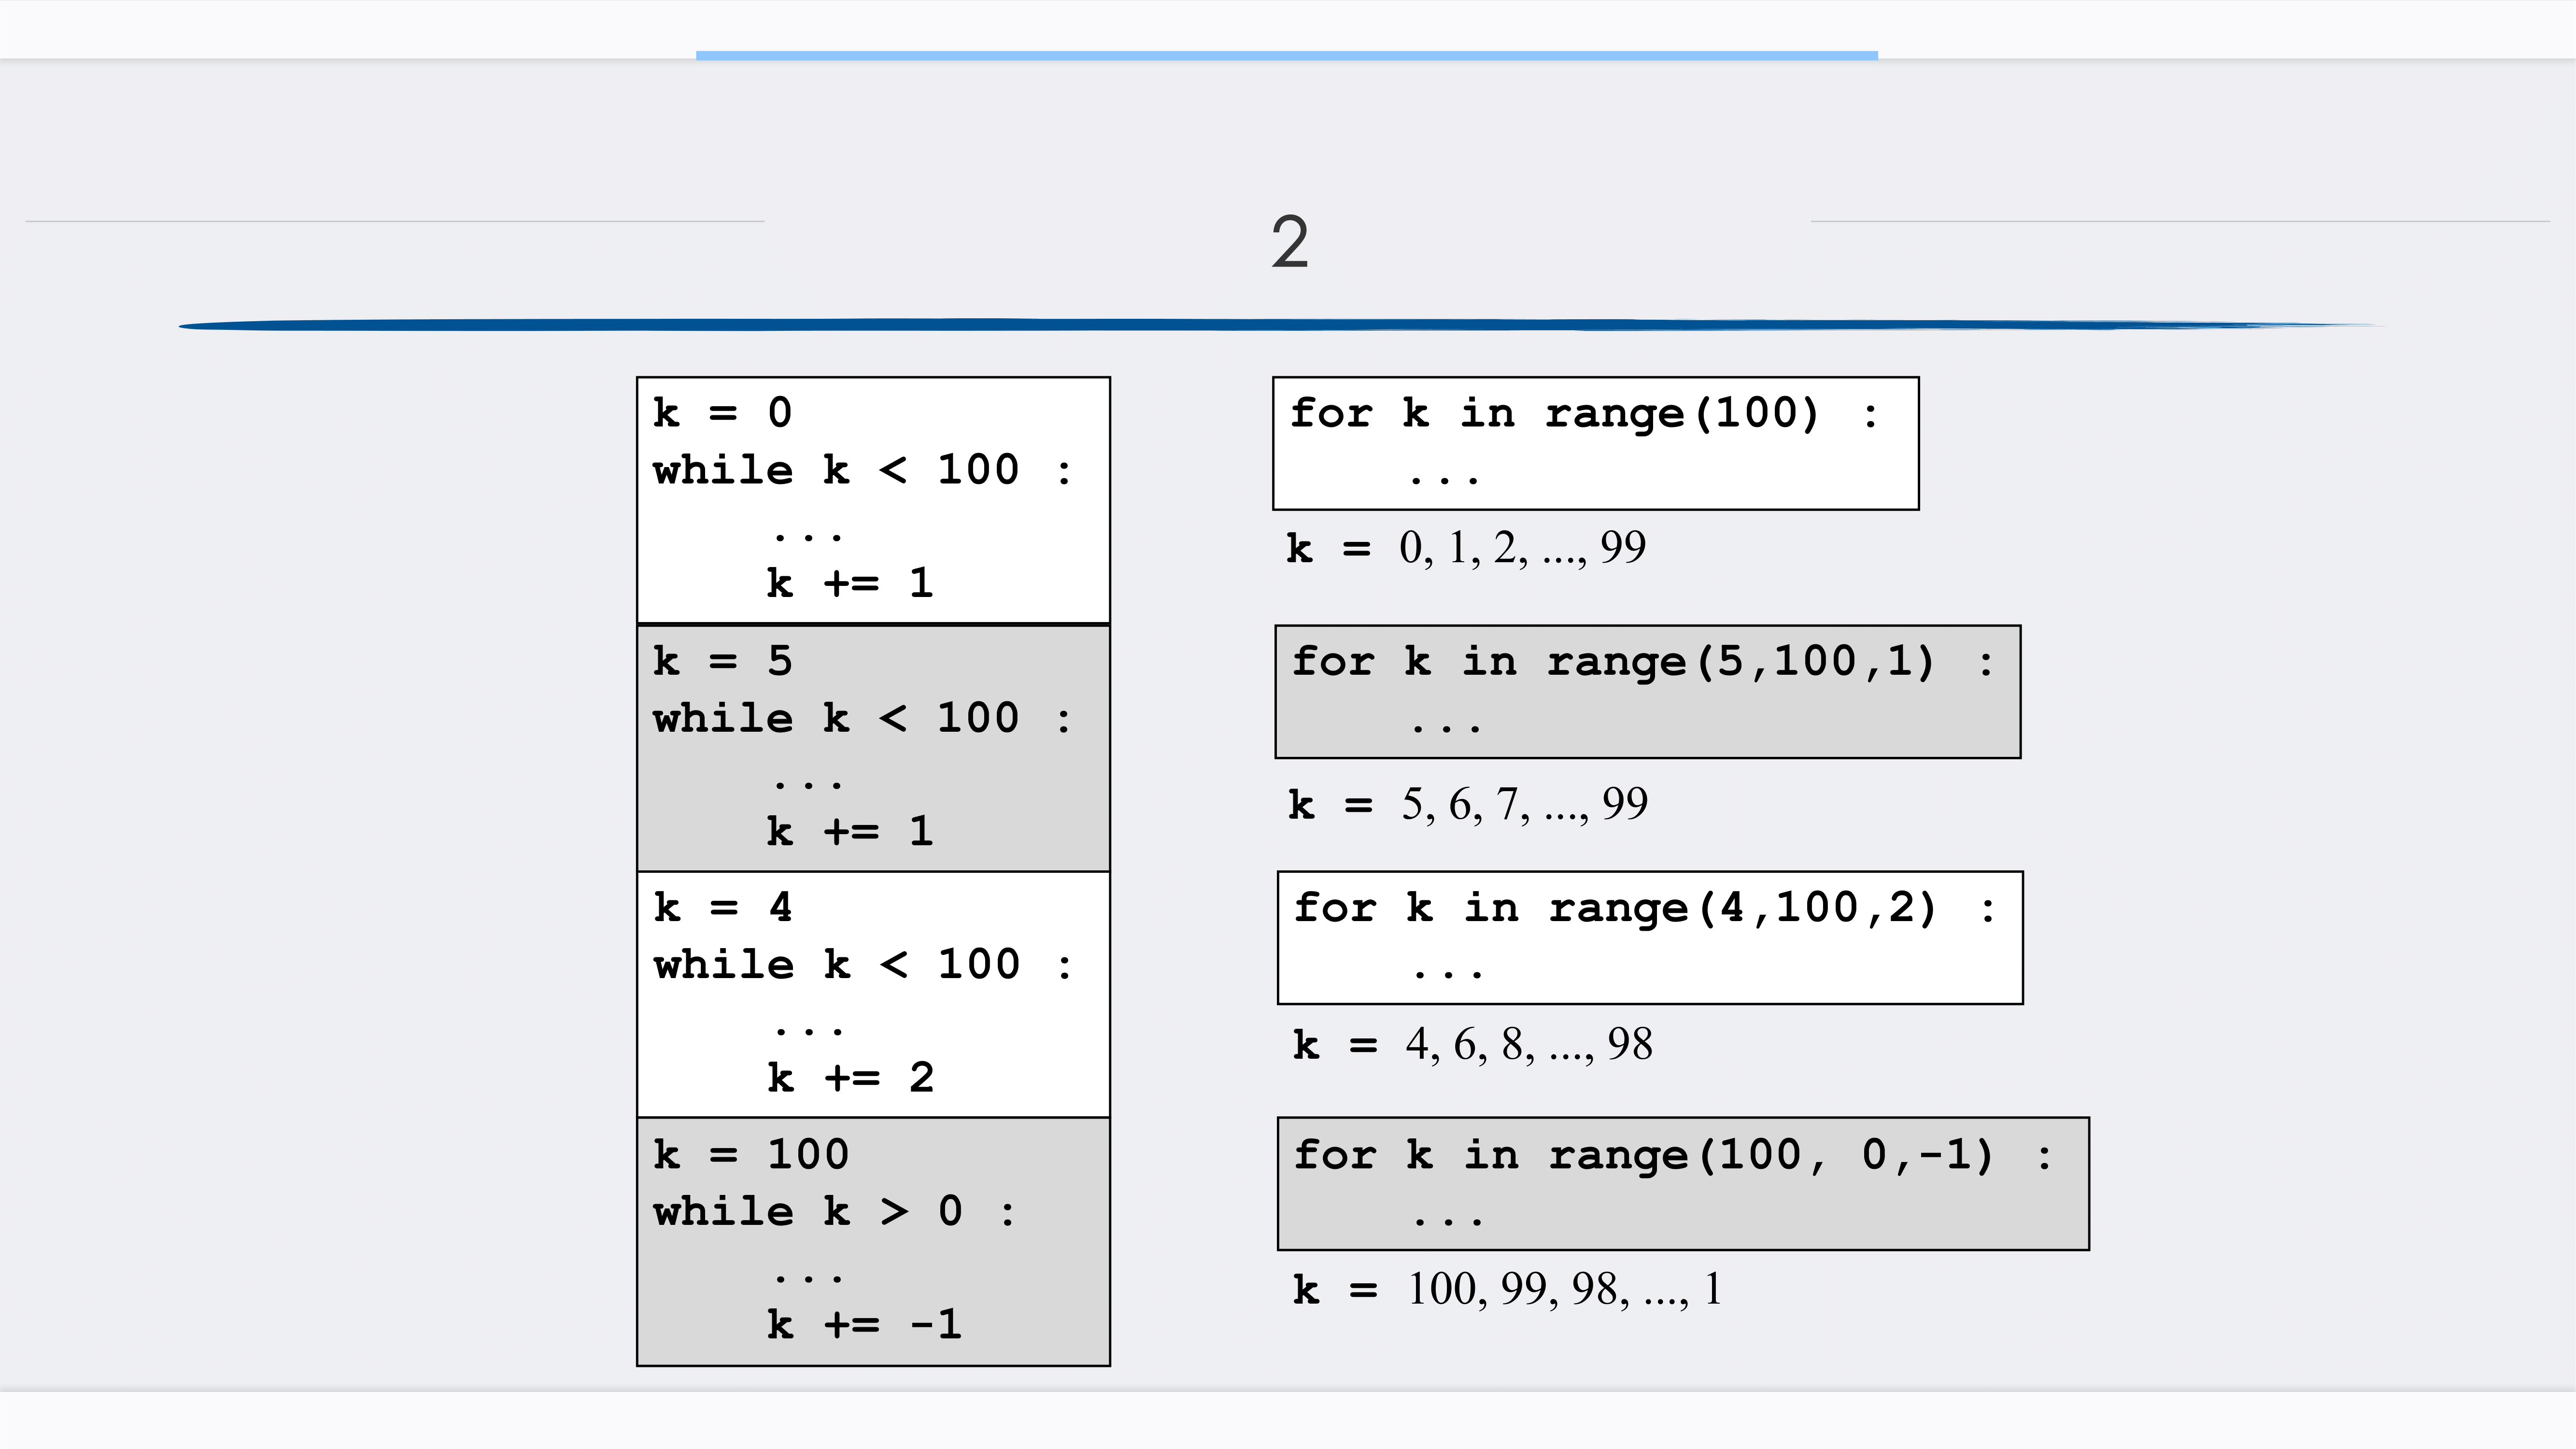 2
k = 0
while k < 100 :
    ...
    k += 1
for k in range(100) :
    ...
k = 0, 1, 2, ..., 99
k = 5
while k < 100 :
    ...
    k += 1
for k in range(5,100,1) :
    ...
k = 5, 6, 7, ..., 99
k = 4
while k < 100 :
    ...
    k += 2
for k in range(4,100,2) :
    ...
k = 4, 6, 8, ..., 98
k = 100
while k > 0 :
    ...
    k += -1
for k in range(100, 0,-1) :
    ...
k = 100, 99, 98, ..., 1